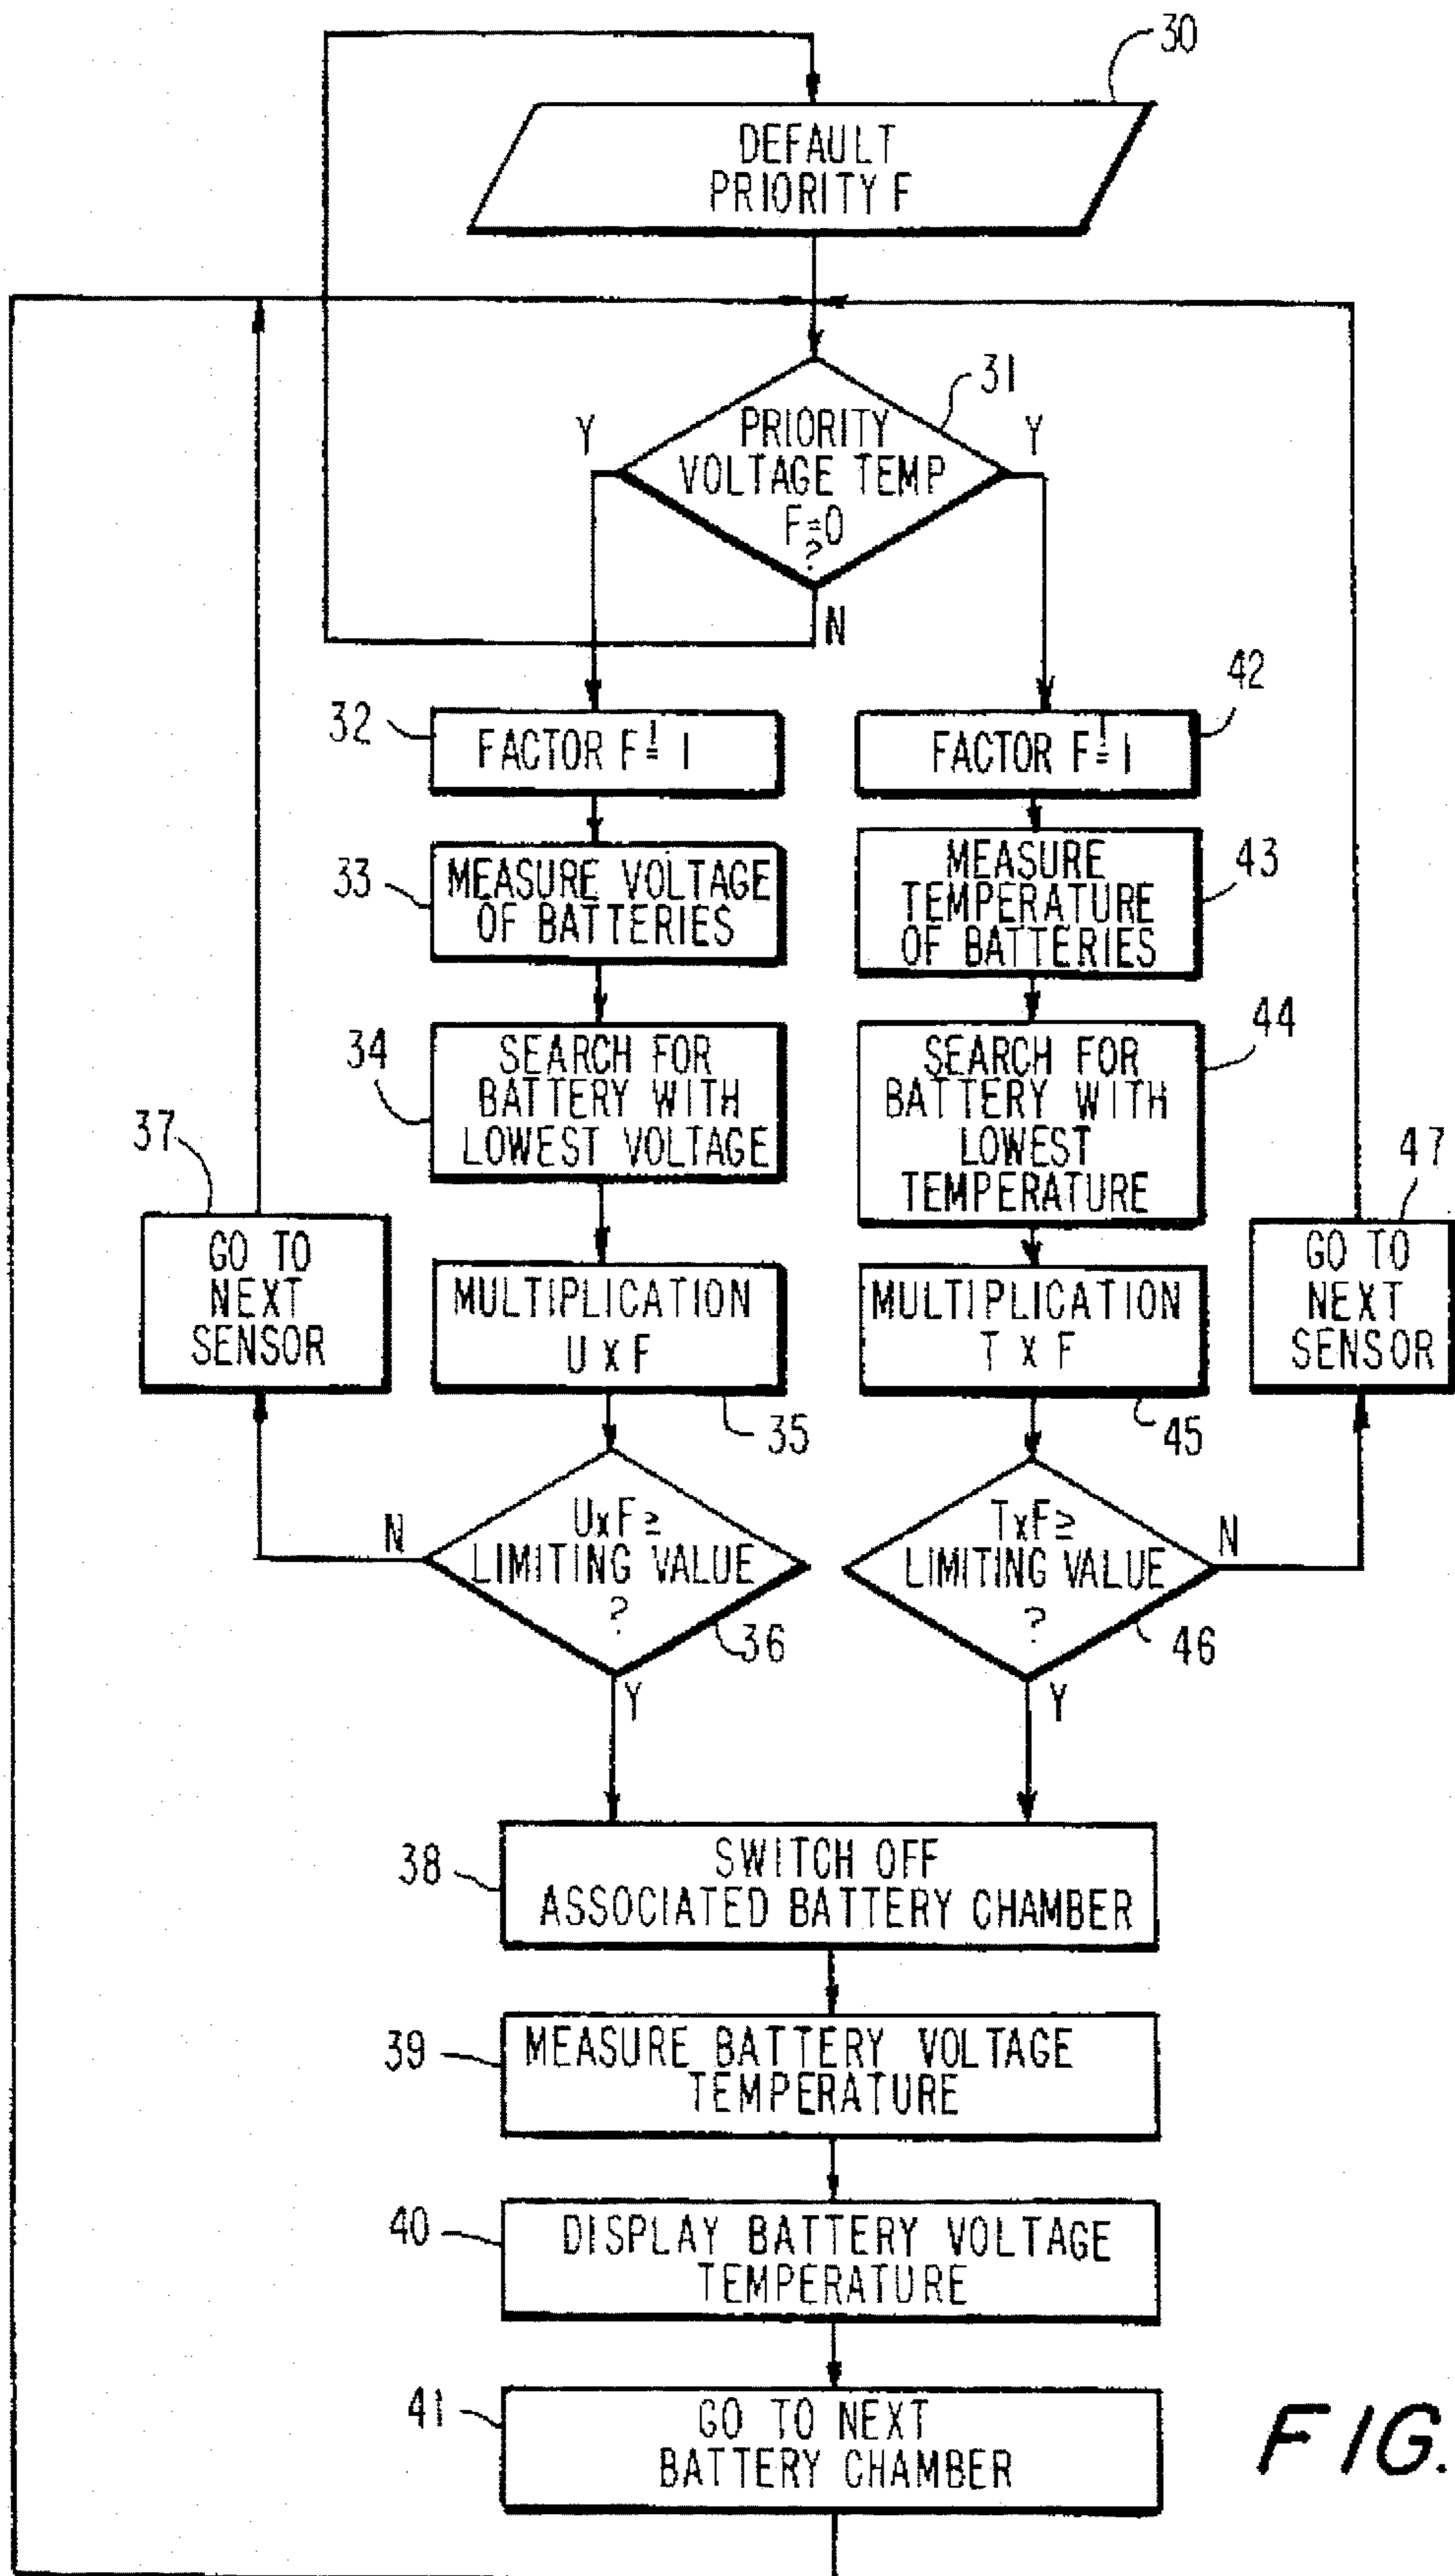 30
DEFAULT
PRIORITY F
31
Y
PRIORITY
Y
VOLTAGE TEMP
F=0
?
N
32
FACTOR F ! = 1
42
FACTOR F ! = 1
33
MEASURE VOLTAGE
OF BATTERIES
43
MEASURE
TEMPERATURE
OF BATTERIES
34
SEARCH FOR
BATTERY WITH
LOWEST VOLTAGE
44
SEARCH FOR
BATTERY WITH
LOWEST
TEMPERATURE
37
GO TO
NEXT
SENSOR
MULTIPLICATION
U x F
35
MULTIPLICATION
T x F
45
47
GO TO
NEXT
SENSOR
N
UxF≥
LIMITING VALUE
?
36
Y
TxF≥
LIMITING VALUE
?
N
46
Y
38
SWITCH OFF
ASSOCIATED BATTERY CHAMBER
39
MEASURE BATTERY VOLTAGE
TEMPERATURE
40
DISPLAY BATTERY VOLTAGE
TEMPERATURE
41
GO TO NEXT
BATTERY CHAMBER
FIG.